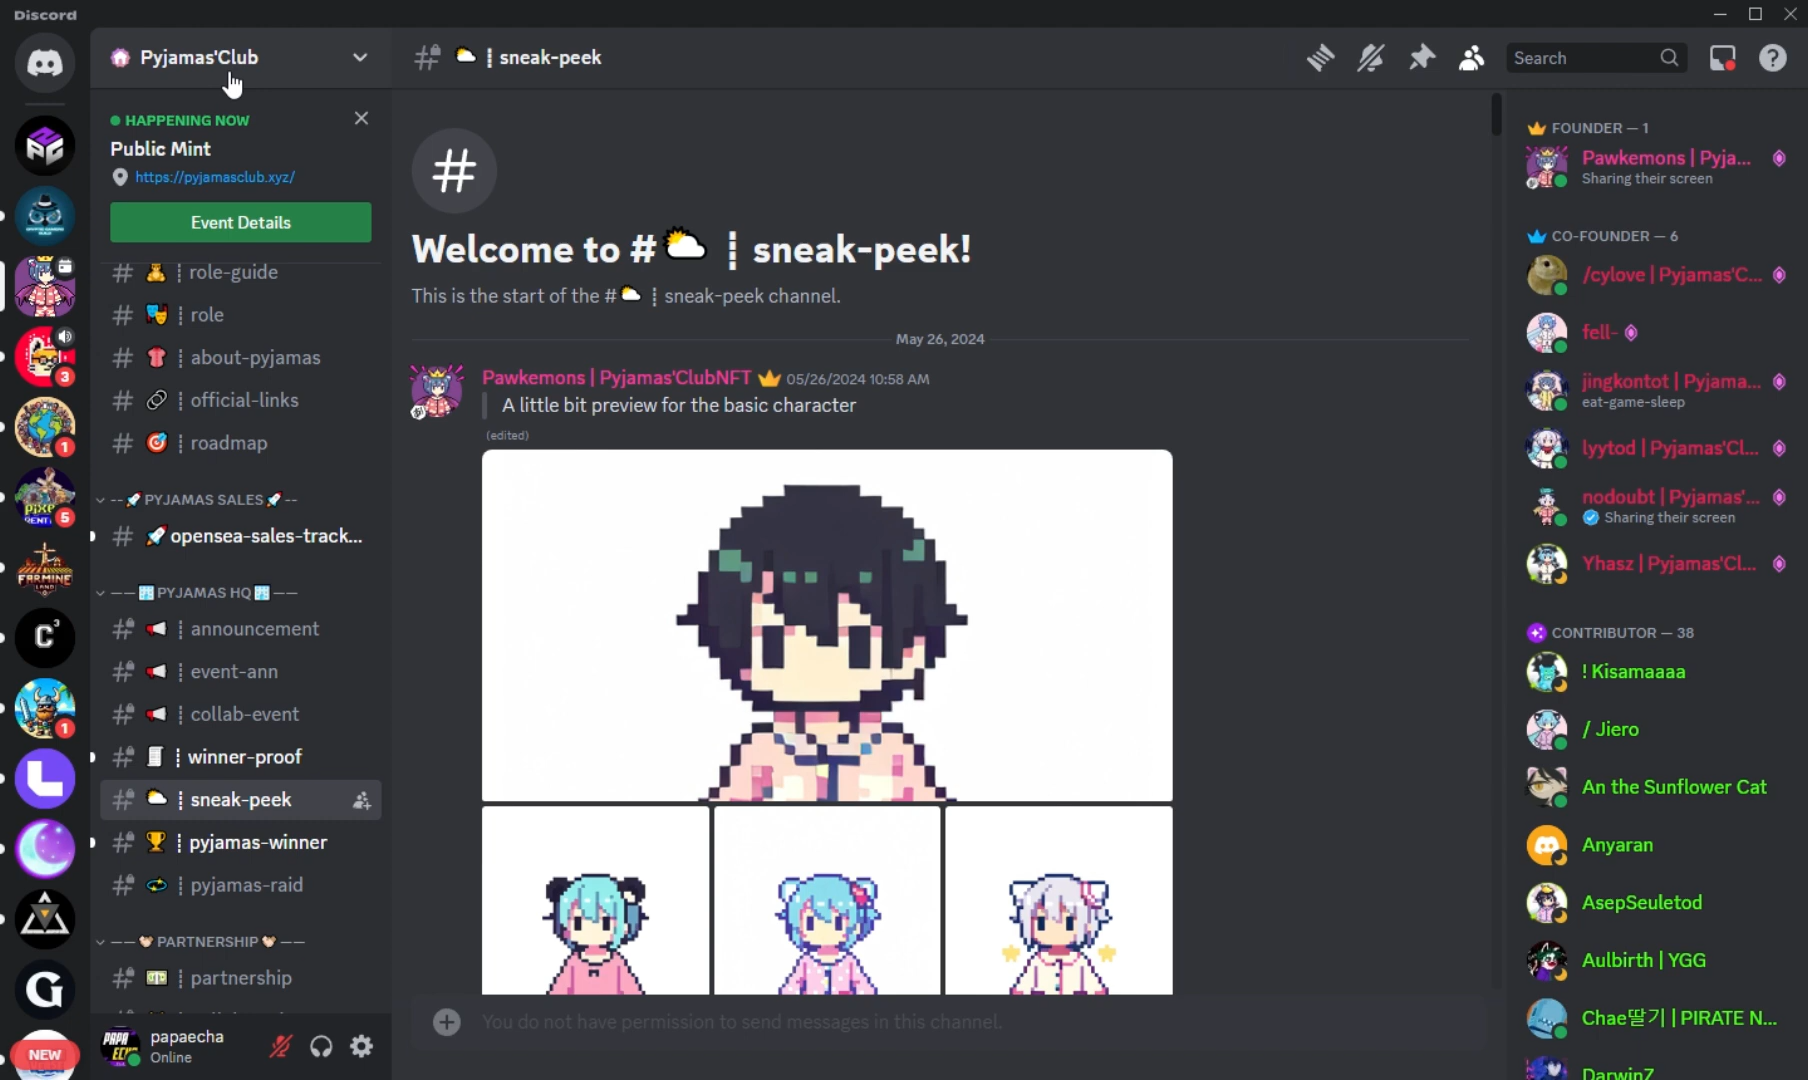 Discord
Pyjamas'Club
sneak-peek
Search
HAPPENING NOW
Public Mint
https://pyjamasclub.xyz/
Event Details
role-guide
role
about-pyjamas
official-links
roadmap
-- 🚀 PYJAMAS SALES 🚀 --
🚀 opensea-sales-track...
—— PYJAMAS HQ ——
announcement
event-ann
collab-event
winner-proof
sneak-peek
pyjamas-winner
pyjamas-raid
—— PARTNERSHIP ——
partnership
papaecha
Online
NEW
3
1
5
FARMINE
LAND
1
Welcome to # ┊ sneak-peek!
This is the start of the # ┊ sneak-peek channel.
May 26, 2024
Pawkemons | Pyjamas'ClubNFT 05/26/2024 10:58 AM
A little bit preview for the basic character
(edited)
You do not have permission to send messages in this channel.
FOUNDER — 1
Pawkemons | Pyja...
Sharing their screen
CO-FOUNDER — 6
/cylove | Pyjamas'C...
fell-
jingkontot | Pyjama...
eat-game-sleep
lyytod | Pyjamas'Cl...
nodoubt | Pyjamas'...
Sharing their screen
Yhasz | Pyjamas'Cl...
CONTRIBUTOR — 38
! Kisamaaaa
/ Jiero
An the Sunflower Cat
Anyaran
AsepSeuletod
Aulbirth | YGG
Chae딸기 | PIRATE N...
DarwinZ